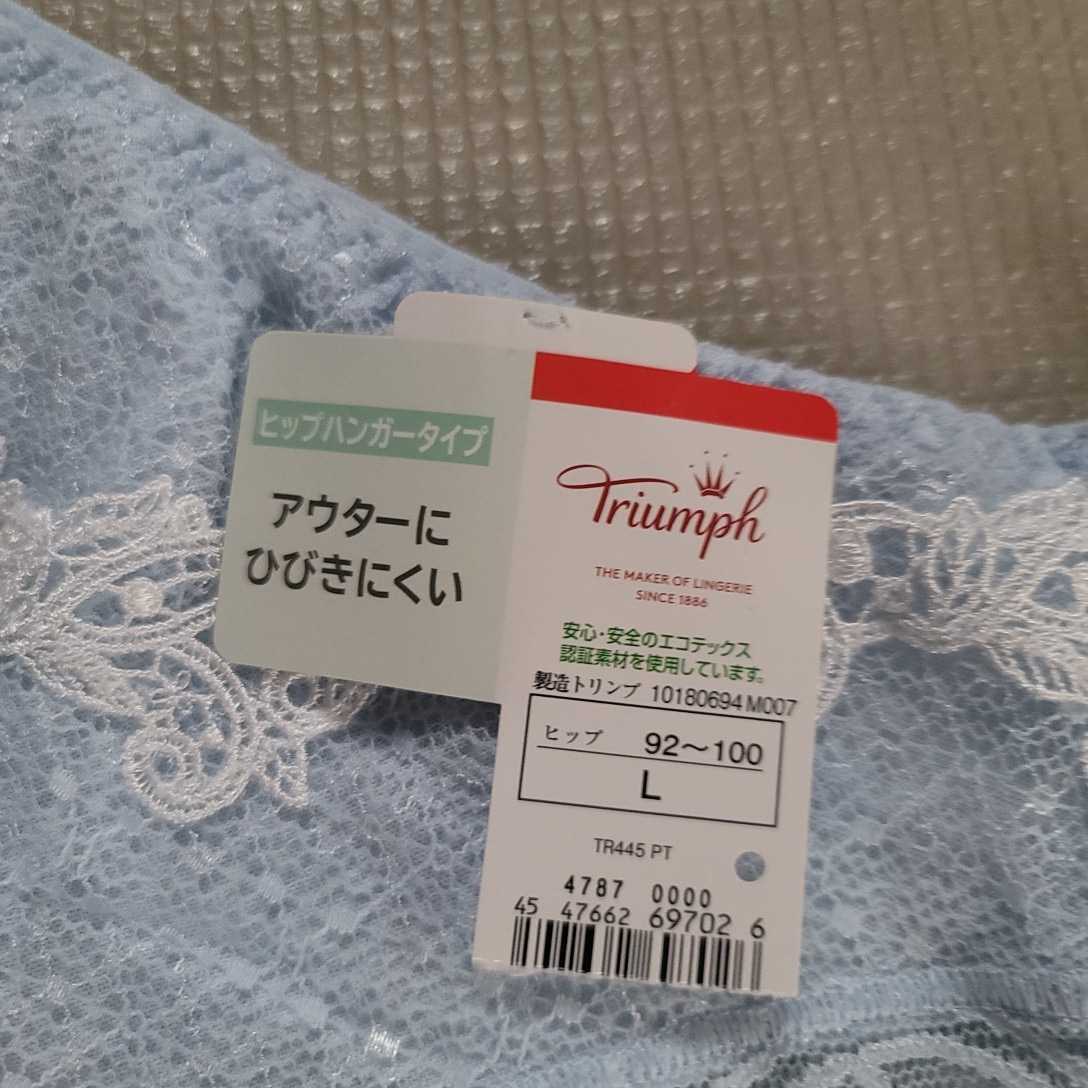 ヒップハンガータイプ
アウターに
ひびきにくい
Triumph
THE MAKER OF LINGERIE
SINCE 1886
安心・安全のエコテックス
認証素材を使用しています。
製造トリンプ 10180694 M007
ヒップ 92～100
L
TR445 PT
4787 0000
45 47662 69702 6